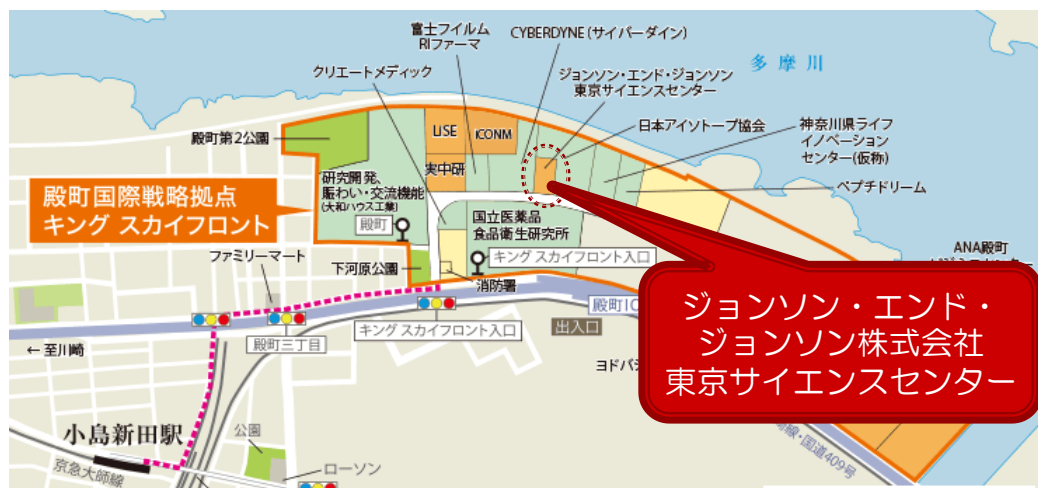 富士フイルム
RIファーマ
CYBERDYNE(サイバーダイン)
多摩川
クリエートメディック
ジョンソン・エンド・ジョンソン
東京サイエンスセンター
殿町第2公園
LiSE
iCONM
日本アイソトープ協会
神奈川県ライフ
イノベーション
センター(仮称)
実中研
研究開発、
賑わい・交流機能
(大和ハウス工業)
ペプチドリーム
殿町国際戦略拠点
キング スカイフロント
殿町
国立医薬品
食品衛生研究所
ファミリーマート
下河原公園
キング スカイフロント入口
ANA殿町
消防署
殿町IC
ジョンソン・エンド・
ジョンソン株式会社
東京サイエンスセンター
キング スカイフロント入口
出入口
殿町三丁目
←至川崎
ヨドバシ
小島新田駅
公園
線・国道409号
京急大師線
ローソン